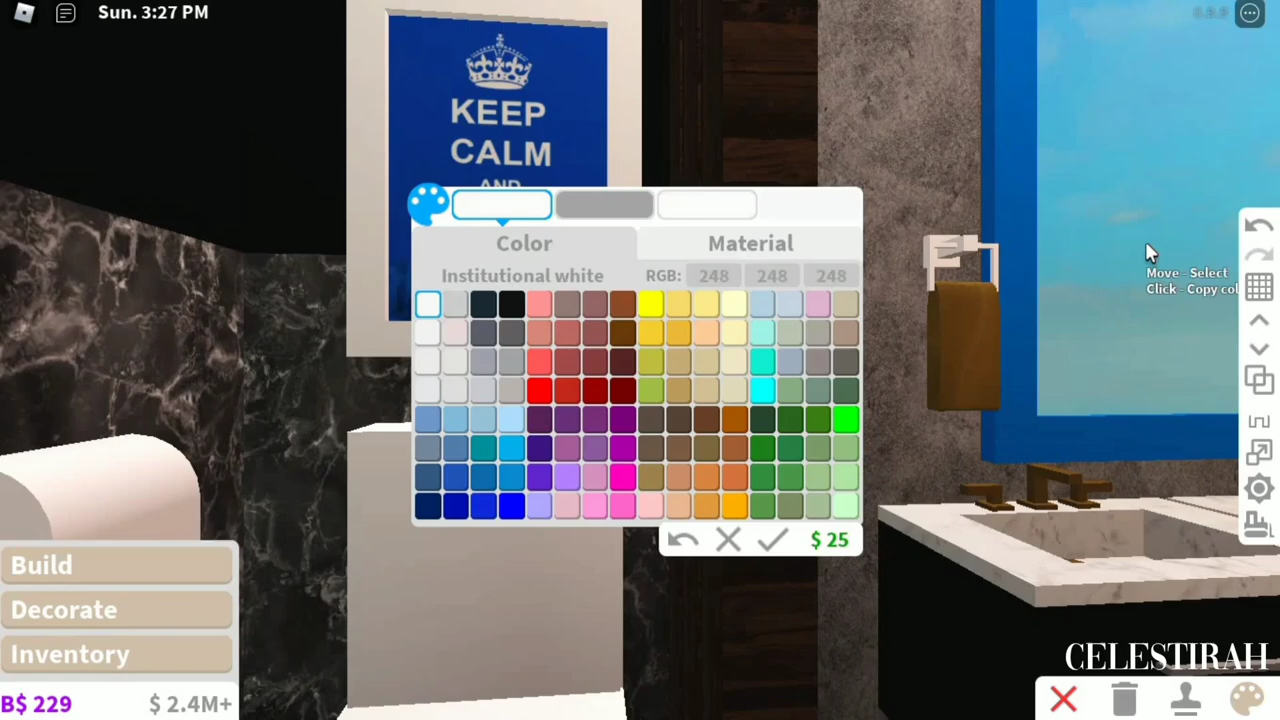 Sun. 3:27 PM
KEEP
CALM
AND
Color
Material
Institutional white
RGB:
248
248
248
Move - Select
Click - Copy col
$ 25
Build
Decorate
Inventory
B$ 229
$ 2.4M+
CELESTIRAH